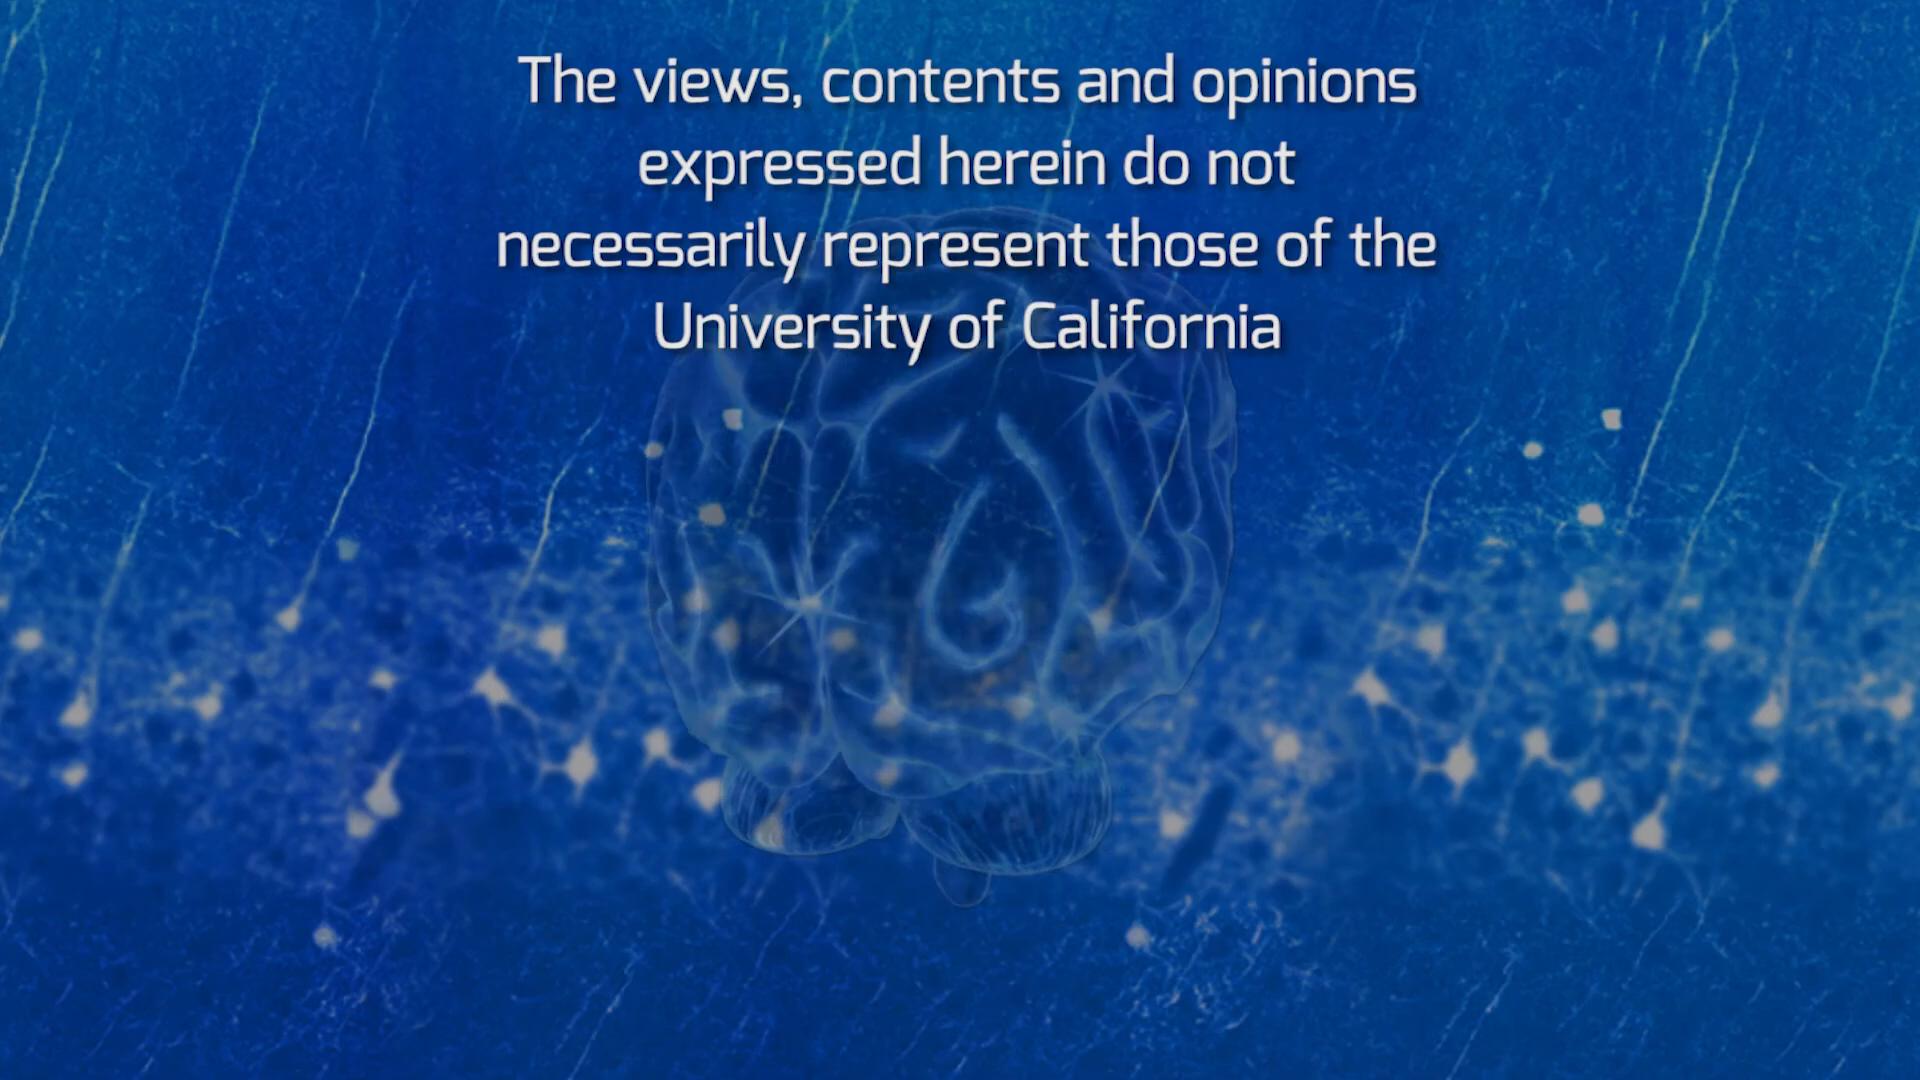 The views, contents and opinions
expressed herein do not
necessarily represent those of the
University of California